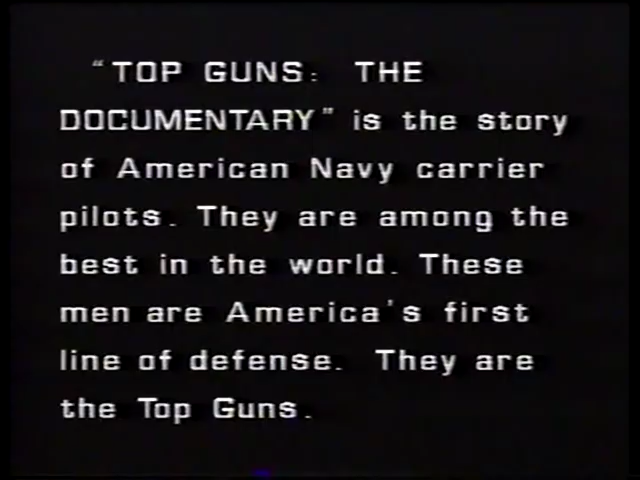 “TOP GUNS: THE
DOCUMENTARY” is the story
of American Navy carrier
pilots. They are among the
best in the world. These
men are America's first
line of defense. They are
the Top Guns.